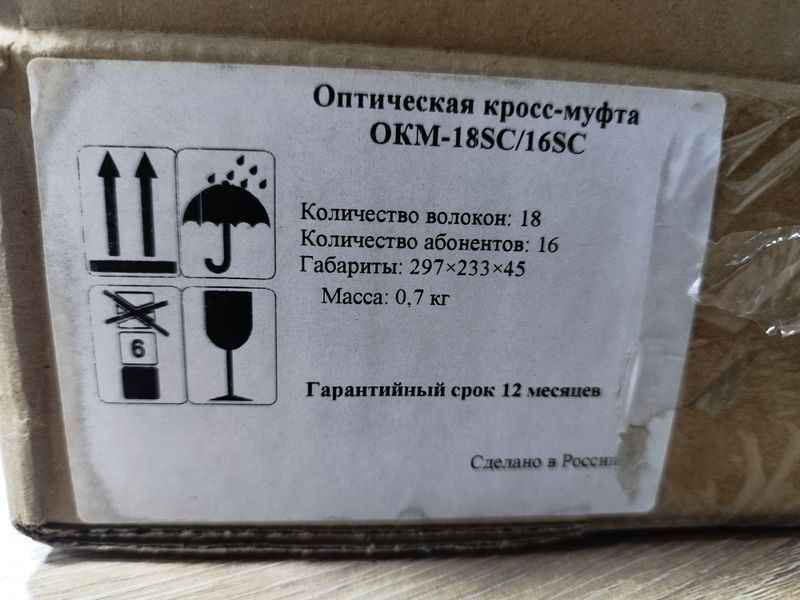 Оптическая кросс-муфта
ОКМ-18SC/16SC
Количество волокон: 18
Количество абонентов: 16
Габариты: 297×233×45
Масса: 0,7 кг
6
Гарантийный срок 12 месяцев
Сделано в России